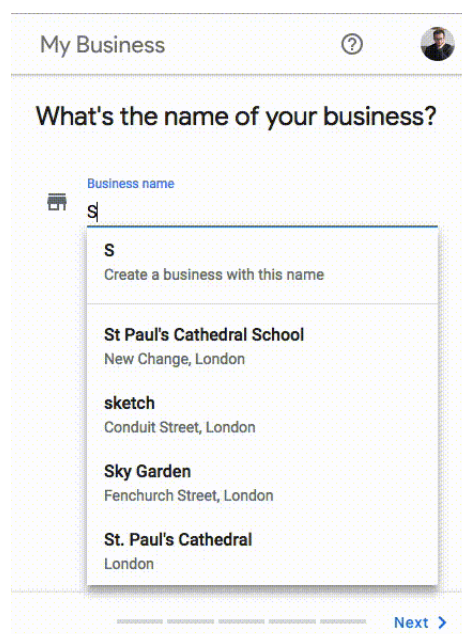 My Business
What's the name of your business?
Business name
S
S
Create a business with this name
St Paul's Cathedral School
New Change, London
sketch
Conduit Street, London
Sky Garden
Fenchurch Street, London
St. Paul's Cathedral
London
Next